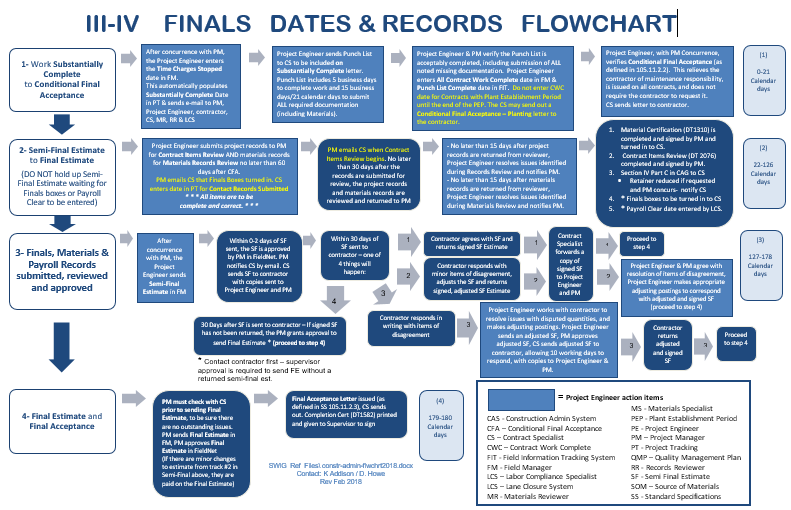 III-IV FINALS DATES & RECORDS FLOWCHART
1- Work Substantially
Complete
to Conditional Final
Acceptance
After concurrence with PM,
the Project Engineer enters
the Time Charges Stopped
date in FM.
This automatically populates
Substantially Complete Date
in PT & sends e-mail to PM,
Project Engineer, contractor,
CS, MR, RR & LCS
Project Engineer sends Punch List
to CS to be included on
Substantially Complete letter.
Punch List includes 5 business days
to complete work and 15 business
days/21 calendar days to submit
ALL required documentation
(including Materials).
Project Engineer & PM verify the Punch List is
acceptably completed, including submission of ALL
noted missing documentation. Project Engineer
enters All Contract Work Complete date in FM &
Punch List Complete date in FIT. Do not enter CWC
date for Contracts with Plant Establishment Period
until the end of the PEP. The CS may send out a
Conditional Final Acceptance – Planting letter to
the contractor.
Project Engineer, with PM Concurrence,
verifies Conditional Final Acceptance (as
defined in 105.11.2.2). This relieves the
contractor of maintenance responsibility,
is issued on all contracts, and does not
require the contractor to request it.
CS sends letter to contractor.
(1)
0-21
Calendar
days
2- Semi-Final Estimate
to Final Estimate
(DO NOT hold up Semi-
Final Estimate waiting for
Finals boxes or Payroll
Clear to be entered)
Project Engineer submits project records to PM
for Contract Items Review AND materials records
for Materials Records Review no later than 60
days after CFA.
PM emails CS that Finals Boxes turned in. CS
enters date in PT for Contact Records Submitted
* * * All items are to be
complete and correct. * * *
PM emails CS when Contract
Items Review begins. No later
than 30 days after the
records are submitted for
review, the project records
and materials records are
reviewed and returned to PM
- No later than 15 days after project
records are returned from reviewer,
Project Engineer resolves issues identified
during Records Review and notifies PM.
- No later than 15 days after materials
records are returned from reviewer,
Project Engineer resolves issues identified
during Materials Review and notifies PM.
1. Material Certification (DT1310) is
completed and signed by PM and
turned in to CS.
2. Contract Items Review (DT 2076)
completed and signed by PM.
3. Section IV Part C in CAG to CS
• Retainer reduced if requested
and PM concurs- notify CS
4. * Finals boxes to be turned in to CS
5. * Payroll Clear date entered by LCS.
(2)
22-126
Calendar
days
3- Finals, Materials &
Payroll Records
submitted, reviewed
and approved
After
concurrence
with PM, the
Project
Engineer sends
Semi-Final
Estimate in FM
Within 0-2 days of SF
sent, the SF is approved
by PM in FieldNet. PM
notifies CS by email. CS
sends SF to contractor
with copies sent to
Project Engineer and PM
Within 30 days of
SF sent to
contractor – one of
4 things will
happen:
1
Contractor agrees with SF and returns
signed SF Estimate
1
Contract
Specialist
forwards a
copy of
signed SF
to Project
Engineer
and PM
1
Proceed to
step 4
(3)
127-178
Calendar
days
2
Contractor responds with
minor items of disagreement,
adjusts the SF and returns
signed, adjusted SF Estimate
2
2
Project Engineer & PM agree with
resolution of items of disagreement.
Project Engineer makes appropriate
adjusting postings to correspond
with adjusted and signed SF
(proceed to step 4)
4
3
30 Days after SF is sent to contractor – If signed SF
has not been returned, the PM grants approval to
send Final Estimate * (proceed to step 4)
Contractor responds in
writing with items of
disagreement
3
Project Engineer works with contractor to
resolve issues with disputed quantities, and
makes adjusting postings. Project Engineer
sends adjusted an SF, PM approves
adjusted SF, CS sends adjusted SF to
contractor, allowing 10 working days to
respond, with copies to Project Engineer &
PM.
3
Contractor
returns
adjusted
and signed
SF
3
Proceed
to step 4
* Contact contractor first – supervisor
approval is required to send FE without a
returned semi-final est.
4- Final Estimate and
Final Acceptance
PM must check with CS
prior to sending Final
Estimate, to be sure there
are no outstanding issues.
PM sends Final Estimate in
FM, PM approves Final
Estimate in FieldNet
(If there are minor changes
to estimate from track #2 in
Semi-Final above, they are
paid on the Final Estimate)
Final Acceptance Letter issued (as
defined in SS 105.11.2.3), CS sends
out. Completion Cert (DT1582) printed
and given to Supervisor to sign
(4)
179-180
Calendar
days
SWIG_Ref_Files\constr-admin-fwchrt2018.docx
Contact: K Addison / D. Howe
Rev Feb 2018
= Project Engineer action items
CAS - Construction Admin System
CFA – Conditional Final Acceptance
CS – Contract Specialist
CWC – Contract Work Complete
FIT - Field Information Tracking System
FM - Field Manager
LCS – Labor Compliance Specialist
LCS – Lane Closure System
MR - Materials Reviewer
MS - Materials Specialist
PEP - Plant Establishment Period
PE - Project Engineer
PM – Project Manager
PT - Project Tracking
QMP – Quality Management Plan
RR - Records Reviewer
SF - Semi Final Estimate
SOM – Source of Materials
SS - Standard Specifications